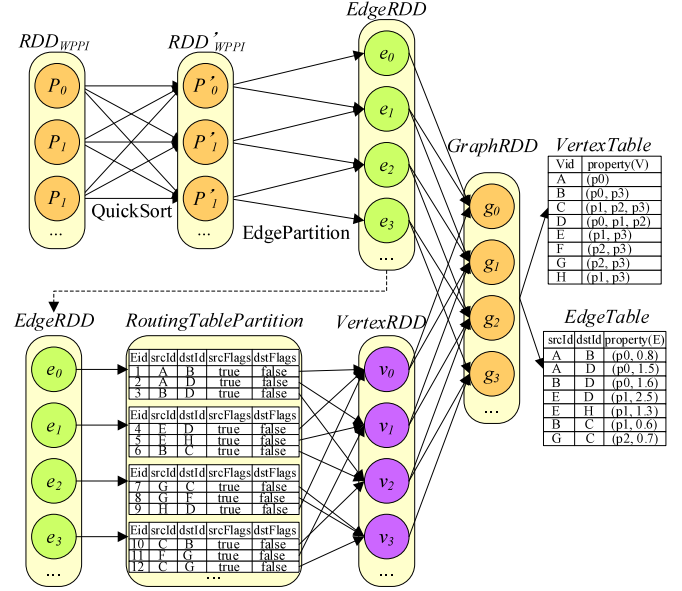 RDD_WPPI
P0
P1
P1
...
RDD'_WPPI
P'0
P'1
P'1
...
QuickSort
EdgePartition
EdgeRDD
e0
e1
e2
e3
...
GraphRDD
g0
g1
g2
g3
...
VertexTable
Vid property(V)
A (p0)
B (p0, p3)
C (p1, p2, p3)
D (p0, p1, p2)
E (p1, p3)
F (p2, p3)
G (p2, p3)
H (p1, p3)
EdgeTable
srcId dstId property(E)
A B (p0, 0.8)
A D (p0, 1.5)
B D (p0, 1.6)
E D (p1, 2.5)
E H (p1, 1.3)
B C (p1, 0.6)
G C (p2, 0.7)
EdgeRDD
e0
e1
e2
e3
...
RoutingTablePartition
Eid srcId dstId srcFlags dstFlags
1 A B true false
2 A D true false
3 B D true false
Eid srcId dstId srcFlags dstFlags
4 E D true false
5 E H true false
6 B C true false
Eid srcId dstId srcFlags dstFlags
7 G C true false
8 G F true false
9 H D true false
Eid srcId dstId srcFlags dstFlags
10 C B true false
11 F G true false
12 C G true false
...
VertexRDD
v0
v1
v2
v3
...